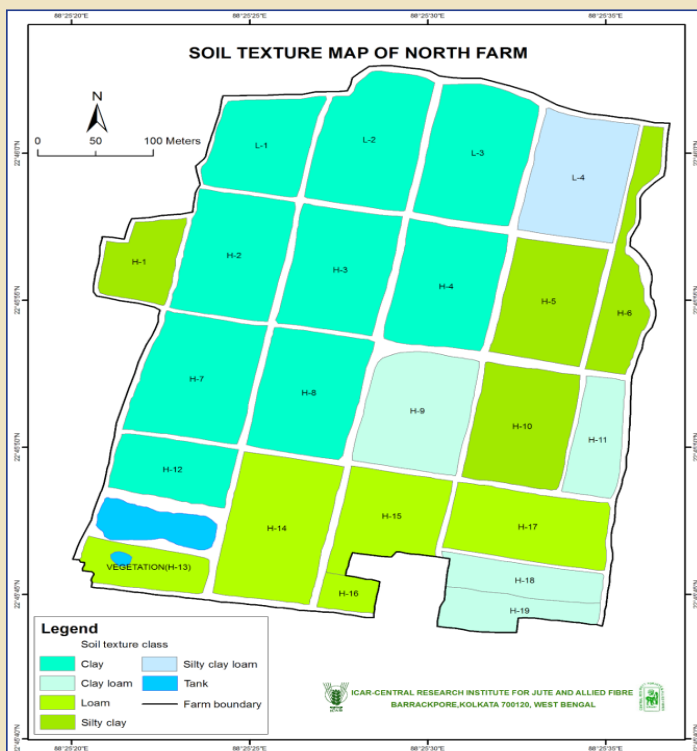 88°25'20"E 88°25'25"E 88°25'30"E 88°25'35"E
SOIL TEXTURE MAP OF NORTH FARM
N
0 50 100 Meters
L-1
L-2
L-3
L-4
H-1
H-2
H-3
H-4
H-5
H-6
H-7
H-8
H-9
H-10
H-11
H-12
H-14
H-15
H-17
VEGETATION(H-13)
H-16
H-18
H-19
Legend
Soil texture class
Clay
Clay loam
Loam
Silty clay
Silty clay loam
Tank
Farm boundary
ICAR-CENTRAL RESEARCH INSTITUTE FOR JUTE AND ALLIED FIBRE
BARRACKPORE,KOLKATA 700120, WEST BENGAL
88°25'20"E 88°25'25"E 88°25'30"E 88°25'35"E